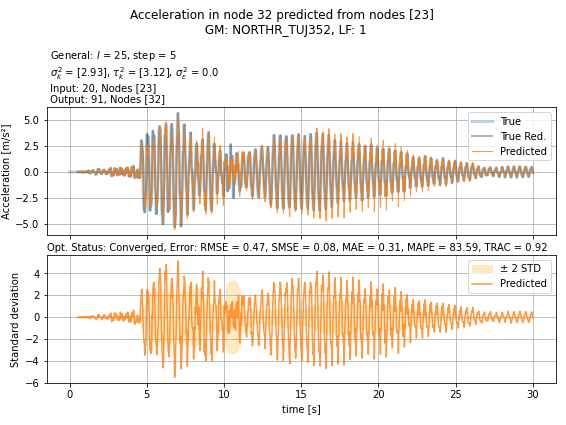 Acceleration in node 32 predicted from nodes [23]
GM: NORTHR_TUJ352, LF: 1
General: l = 25, step = 5
σ²ₖ = [2.93], τ²ₖ = [3.12], σ²ᵣ = 0.0
Input: 20, Nodes [23]
Output: 91, Nodes [32]
Acceleration [m/s²]
5.0
2.5
0.0
−2.5
−5.0
True
True Red.
Predicted
Opt. Status: Converged, Error: RMSE = 0.47, SMSE = 0.08, MAE = 0.31, MAPE = 83.59, TRAC = 0.92
Standard deviation
4
2
0
−2
−4
−6
± 2 STD
Predicted
0 5 10 15 20 25 30
time [s]